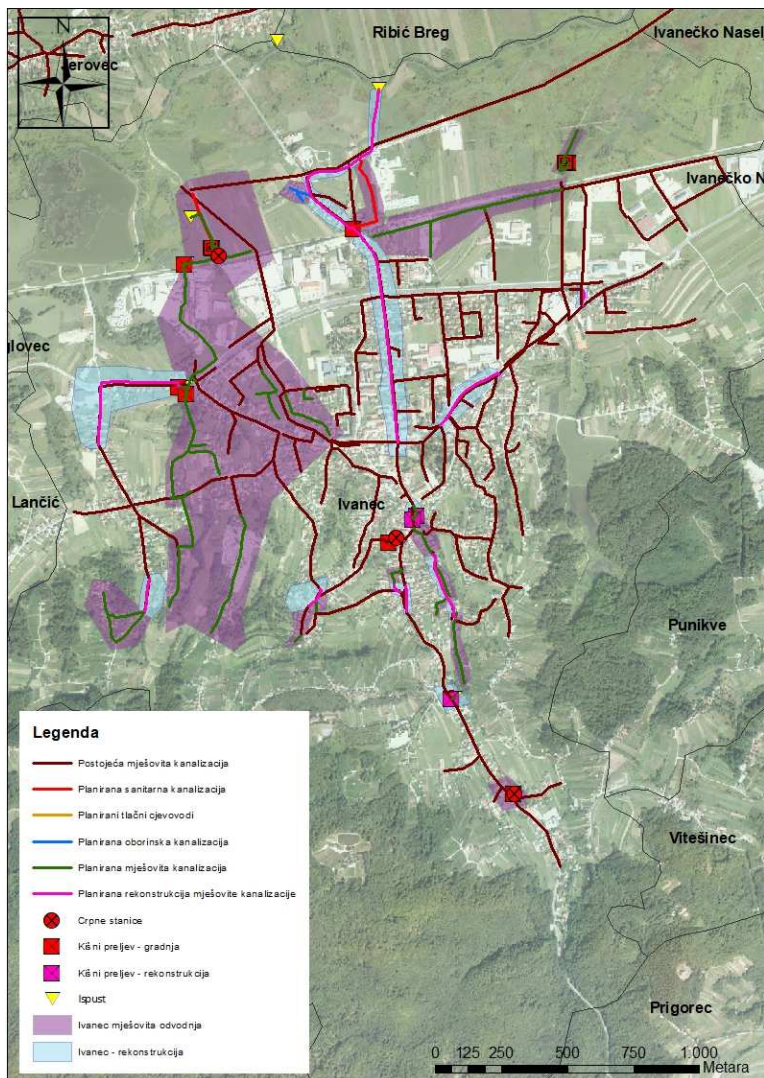 Ribić Breg
Ivanečko Nasel
N
Jerovec
Ivanečko N
glovec
Lančić
Ivanec
Punikve
Legenda
Postojeća mješovita kanalizacija
Planirana sanitarna kanalizacija
Planirani tlačni cjevovodi
Planirana oborinska kanalizacija
Planirana mješovita kanalizacija
Planirana rekonstrukcija mješovite kanalizacije
Crpne stanice
Kišni preljev - gradnja
Kišni preljev - rekonstrukcija
Ispust
Ivanec mješovita odvodnja
Ivanec - rekonstrukcija
Vitešinec
Prigorec
0 125 250 500 750 1.000
Metara